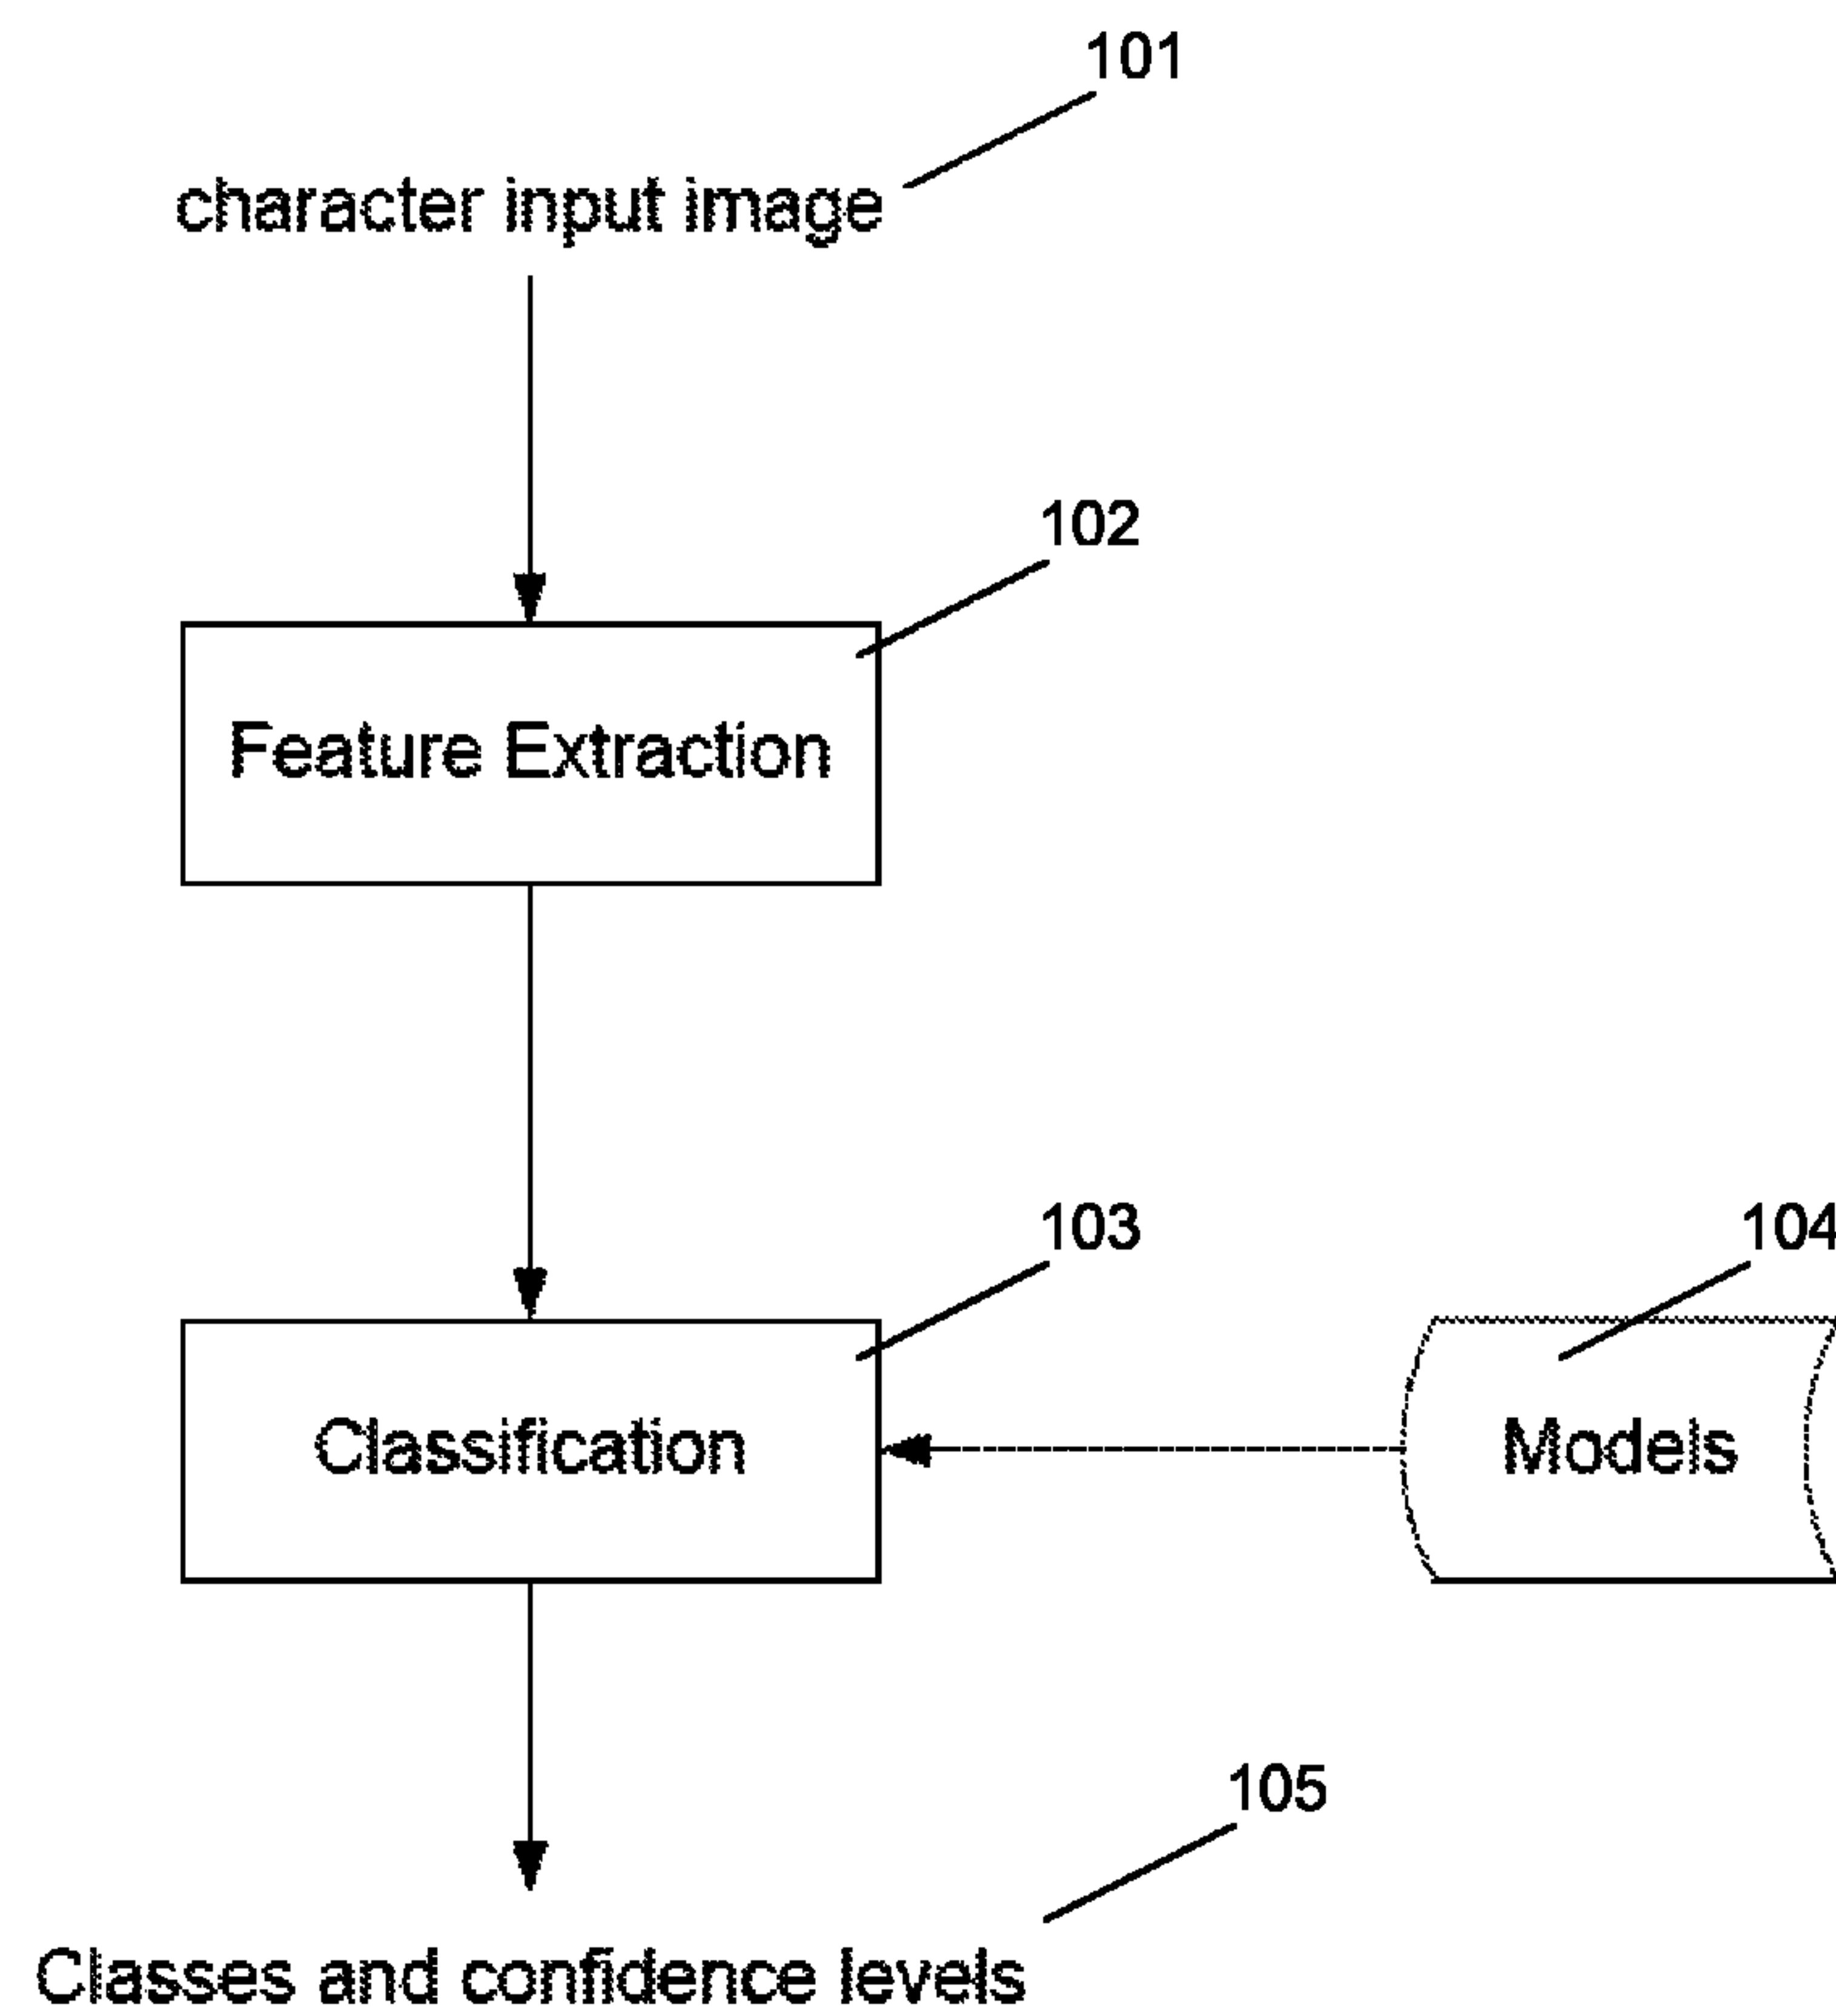 101
character input image
102
Feature Extraction
103
104
Classification
Models
105
Classes and confidence levels